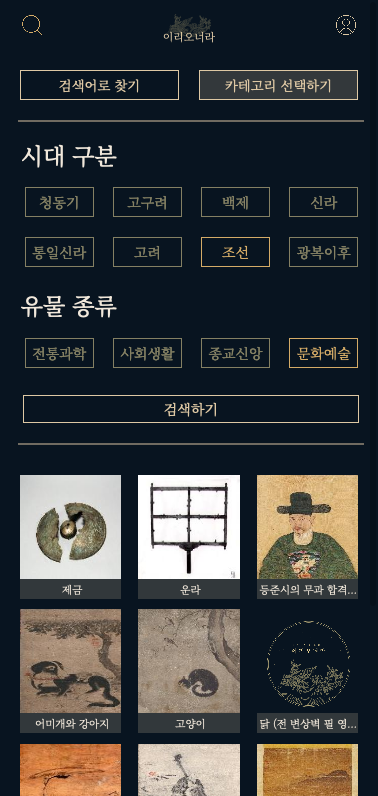 이리오너라
검색어로 찾기
카테고리 선택하기
시대 구분
청동기
고구려
백제
신라
통일신라
고려
조선
광복이후
유물 종류
전통과학
사회생활
종교신앙
문화예술
검색하기
제금
운라
등준시의 무과 합격...
어미개와 강아지
고양이
닭 (전 변상벽 필 영...